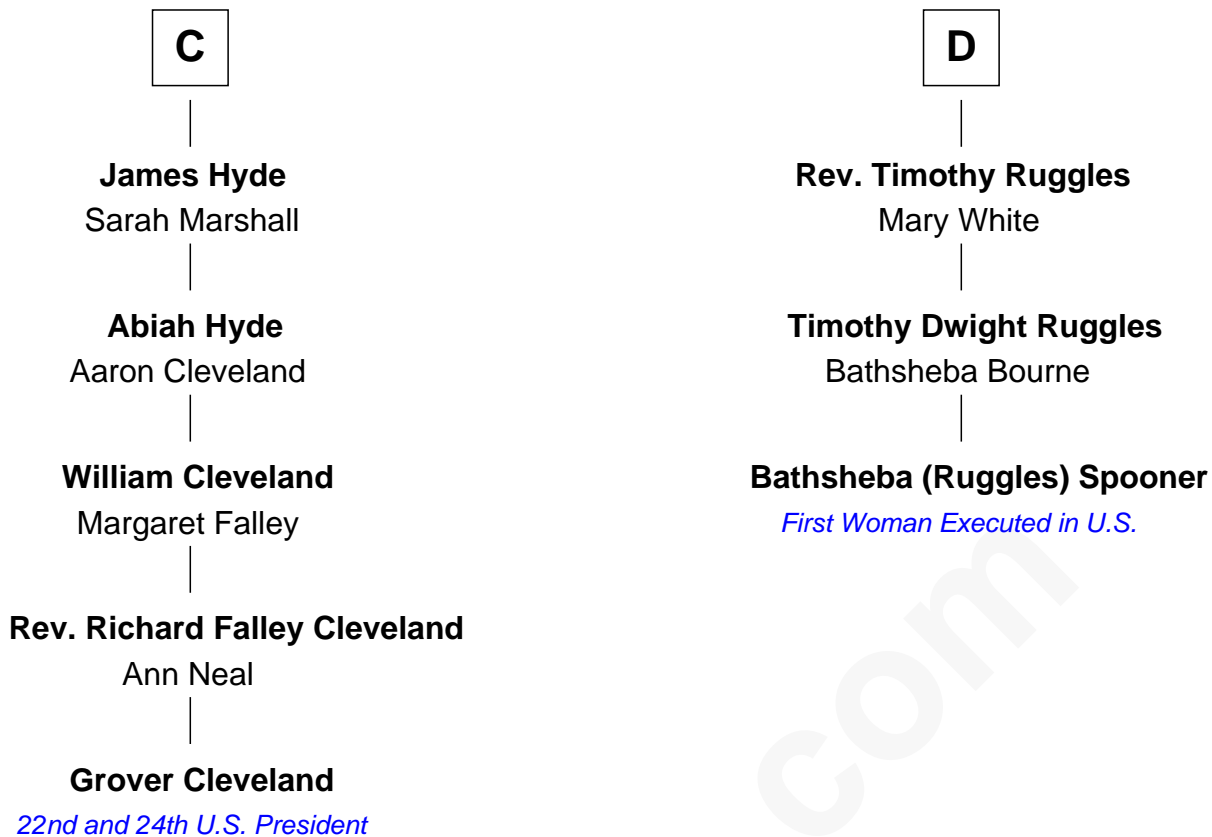 C
James Hyde
Sarah Marshall
Abiah Hyde
Aaron Cleveland
William Cleveland
Margaret Falley
Rev. Richard Falley Cleveland
Ann Neal
Grover Cleveland
22nd and 24th U.S. President
D
Rev. Timothy Ruggles
Mary White
Timothy Dwight Ruggles
Bathsheba Bourne
Bathsheba (Ruggles) Spooner
First Woman Executed in U.S.
com